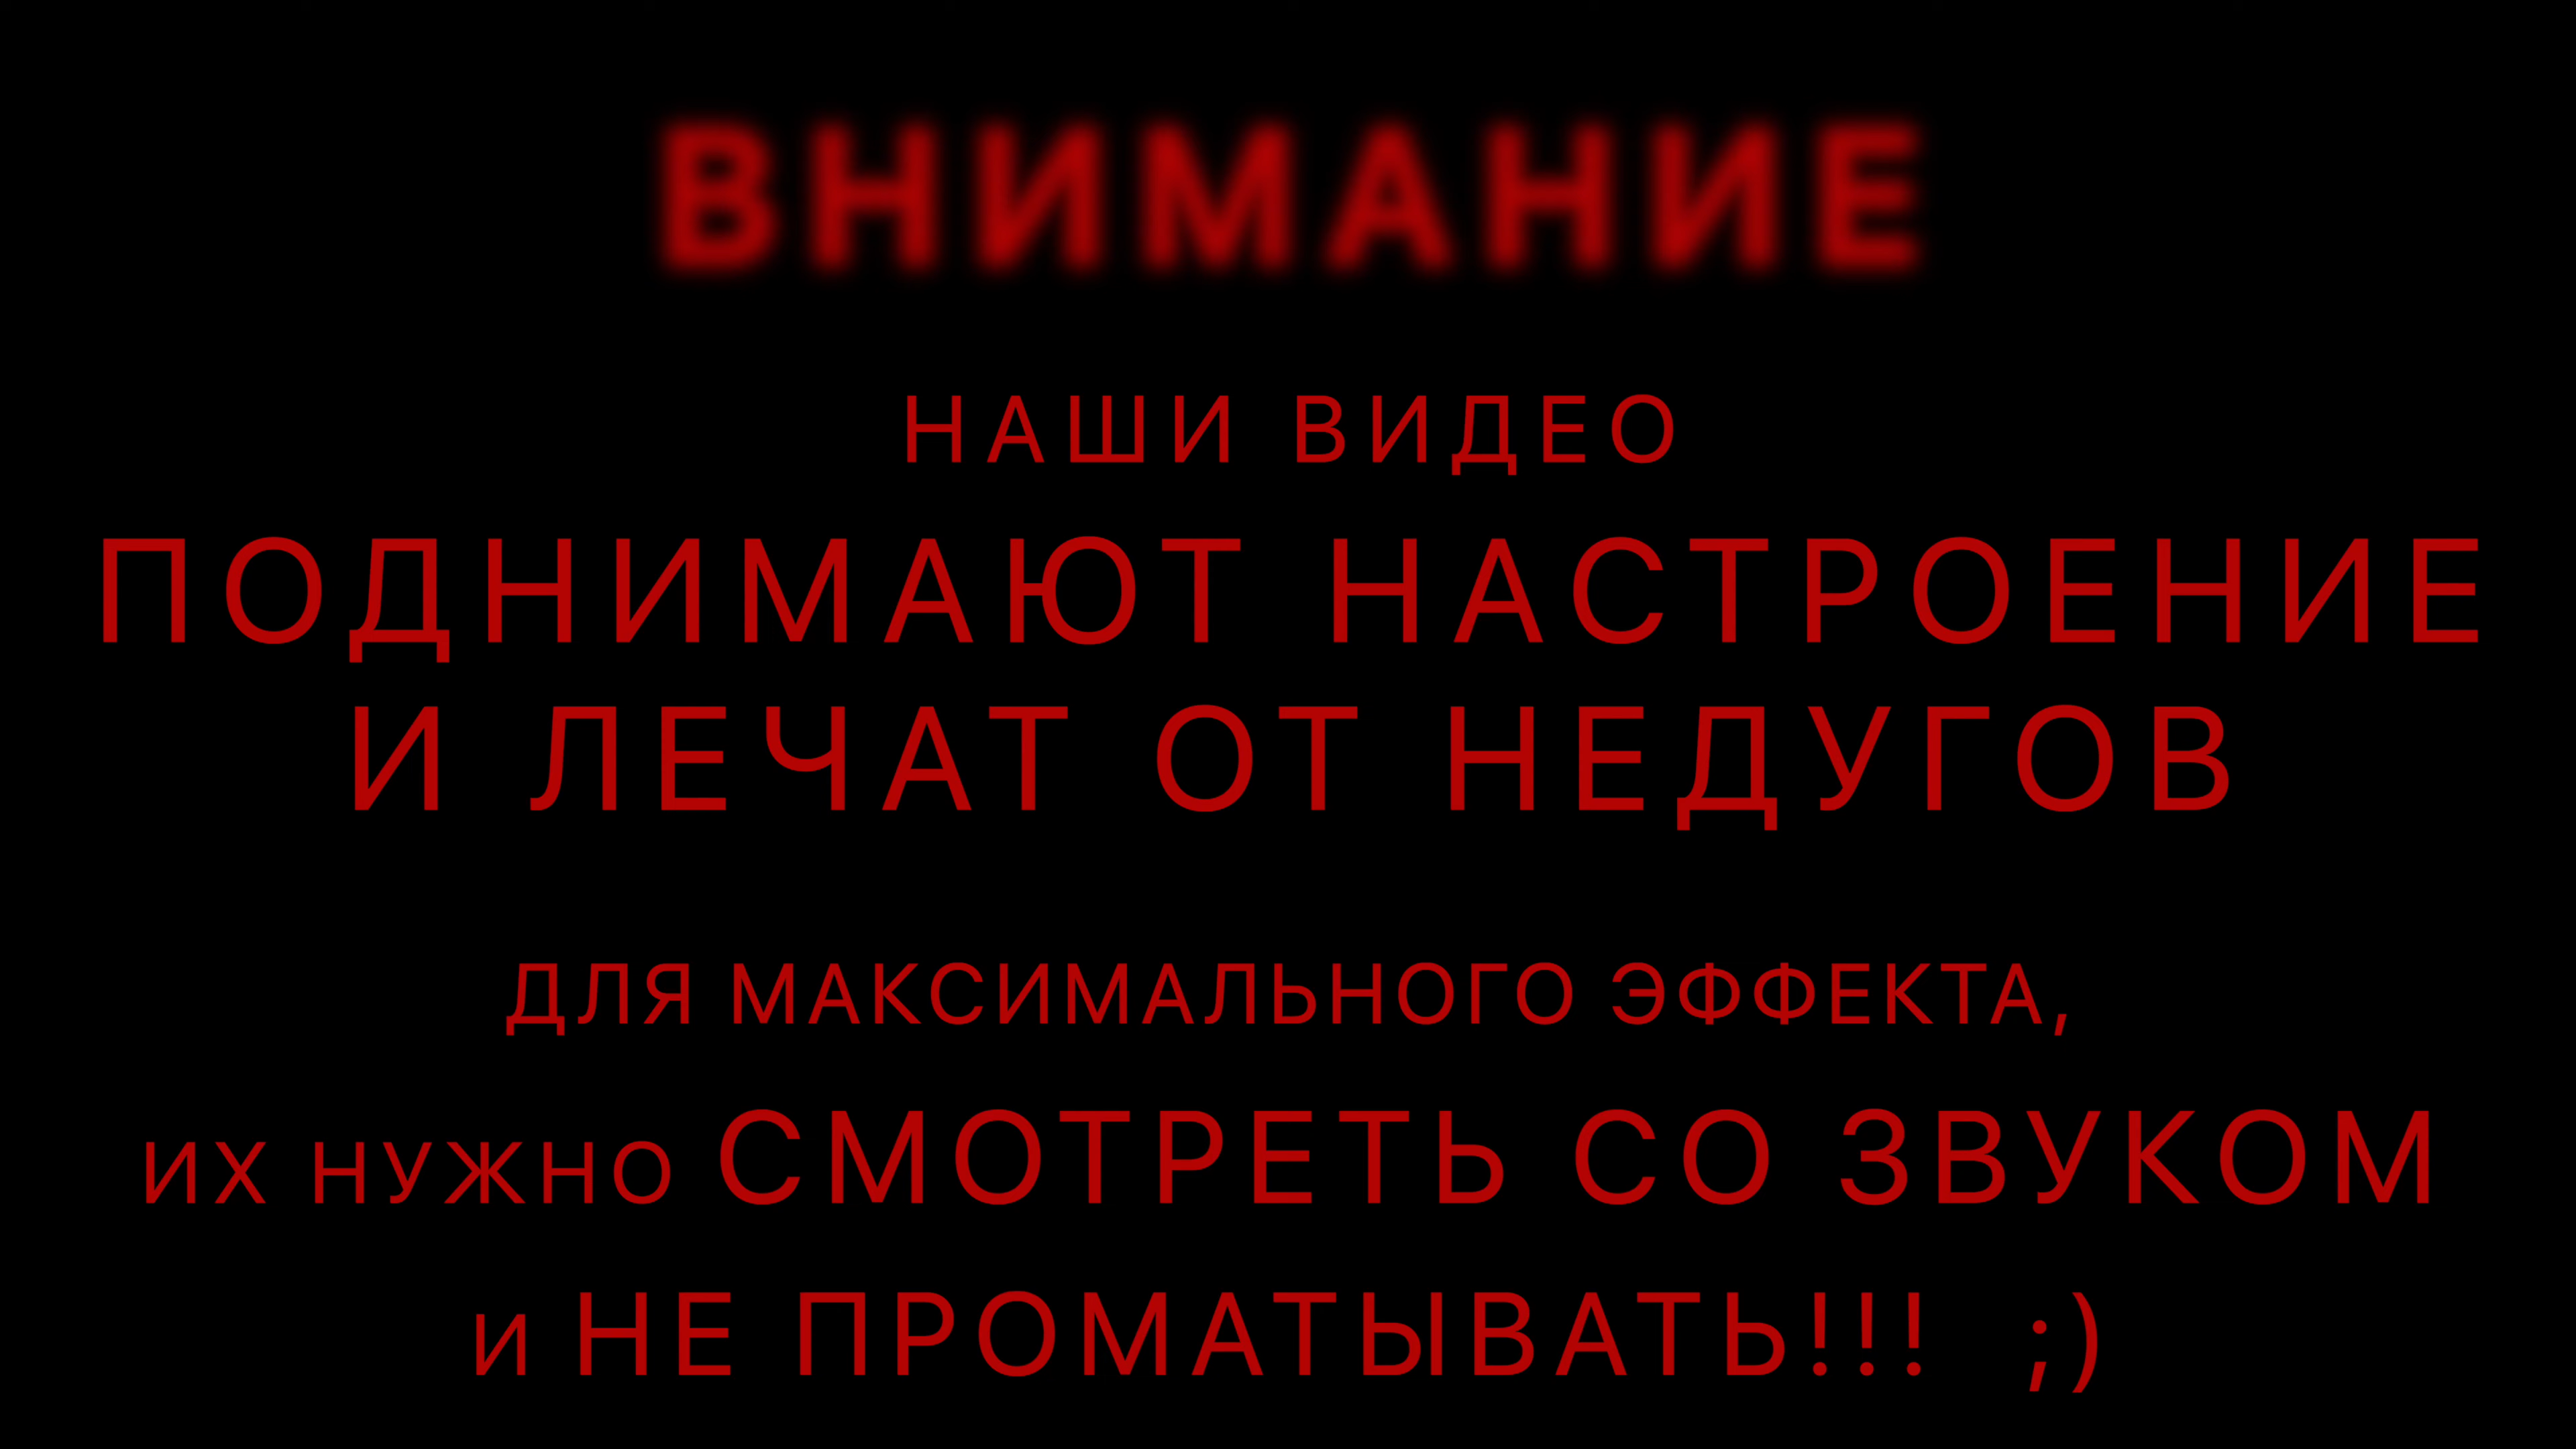 ВНИМАНИЕ
НАШИ ВИДЕО
ПОДНИМАЮТ НАСТРОЕНИЕ
И ЛЕЧАТ ОТ НЕДУГОВ
ДЛЯ МАКСИМАЛЬНОГО ЭФФЕКТА,
ИХ НУЖНО СМОТРЕТЬ СО ЗВУКОМ
И НЕ ПРОМАТЫВАТЬ!!! ;)